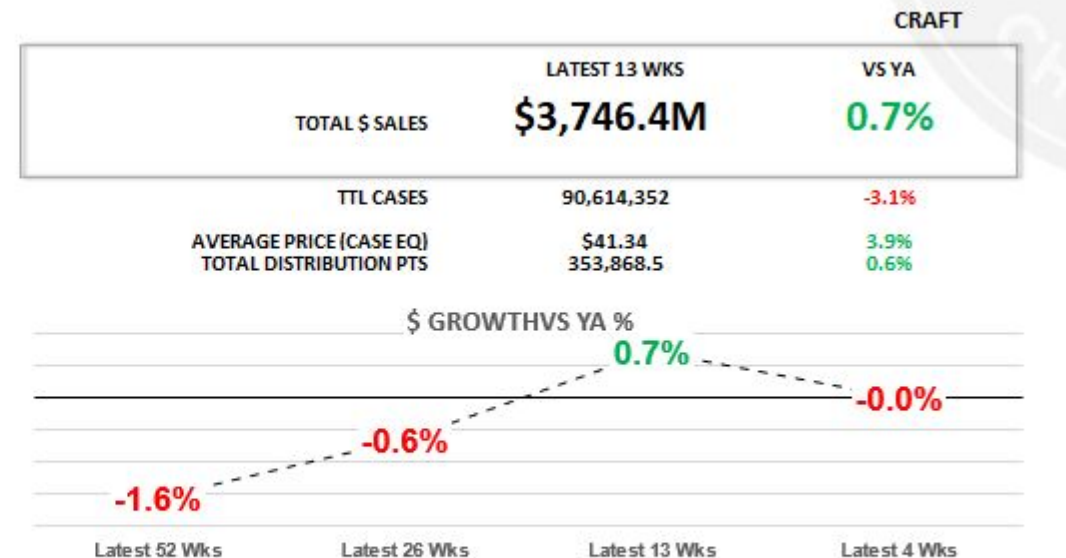 CRAFT
LATEST 13 WKS VS YA
TOTAL $ SALES $3,746.4M 0.7%
TTL CASES 90,614,352 -3.1%
AVERAGE PRICE (CASE EQ) $41.34 3.9%
TOTAL DISTRIBUTION PTS 353,868.5 0.6%
$ GROWTHVS YA %
0.7%
-0.0%
-0.6%
-1.6%
Latest 52 Wks Latest 26 Wks Latest 13 Wks Latest 4 Wks